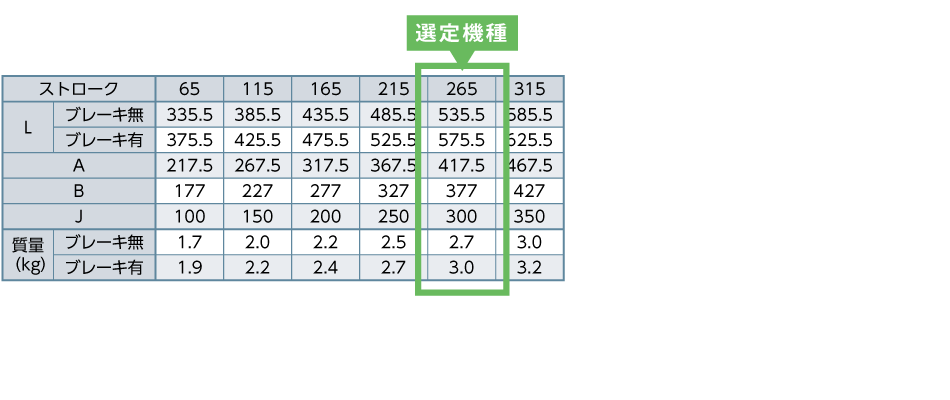 選定機種
ストローク 65 115 165 215 265 315
L ブレーキ無 335.5 385.5 435.5 485.5 535.5 585.5
ブレーキ有 375.5 425.5 475.5 525.5 575.5 625.5
A 217.5 267.5 317.5 367.5 417.5 467.5
B 177 227 277 327 377 427
J 100 150 200 250 300 350
質量(kg) ブレーキ無 1.7 2.0 2.2 2.5 2.7 3.0
ブレーキ有 1.9 2.2 2.4 2.7 3.0 3.2